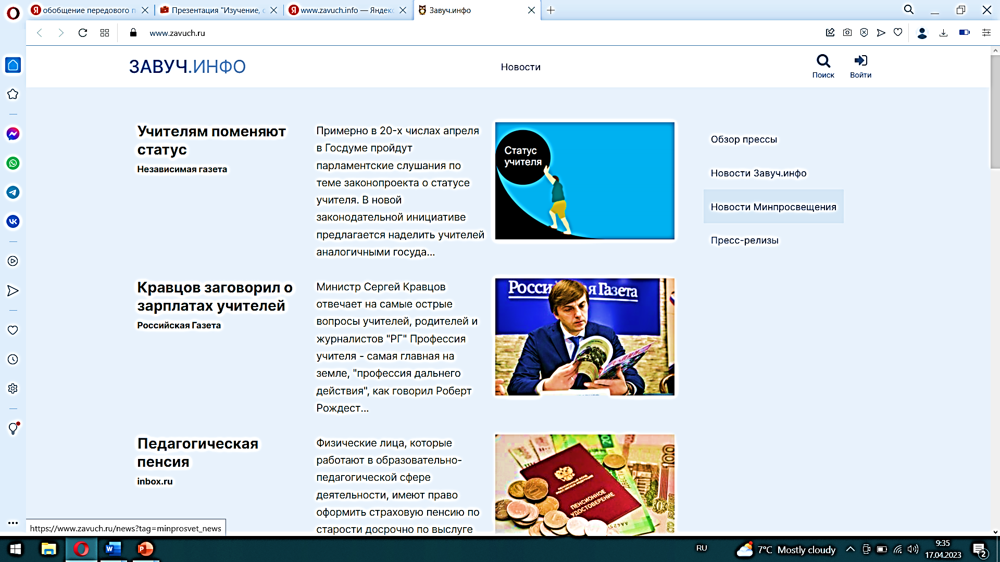 обобщение передового п
Презентация "Изучение, о
www.zavuch.info — Яндекс
Завуч.инфо
www.zavuch.ru
ЗАВУЧ.ИНФО
Новости
Поиск
Войти
Учителям поменяют
статус
Независимая газета
Примерно в 20-х числах апреля
в Госдуме пройдут
парламентские слушания по
теме законопроекта о статусе
учителя. В новой
законодательной инициативе
предлагается наделить учителей
аналогичными госуда...
Статус
учителя
Обзор прессы
Новости Завуч.инфо
Новости Минпросвещения
Пресс-релизы
Кравцов заговорил о
зарплатах учителей
Российская Газета
Министр Сергей Кравцов
отвечает на самые острые
вопросы учителей, родителей и
журналистов "РГ" Профессия
учителя - самая главная на
земле, "профессия дальнего
действия", как говорил Роберт
Рождест...
Педагогическая
пенсия
inbox.ru
Физические лица, которые
работают в образовательно-
педагогической сфере
деятельности, имеют право
оформить страховую пенсию по
старости досрочно по выслуге
ПЕНСИОННОЕ
УДОСТОВЕРЕНИЕ
100
https://www.zavuch.ru/news?tag=minprosvet_news
RU
7°C Mostly cloudy
9:35
17.04.2023
2